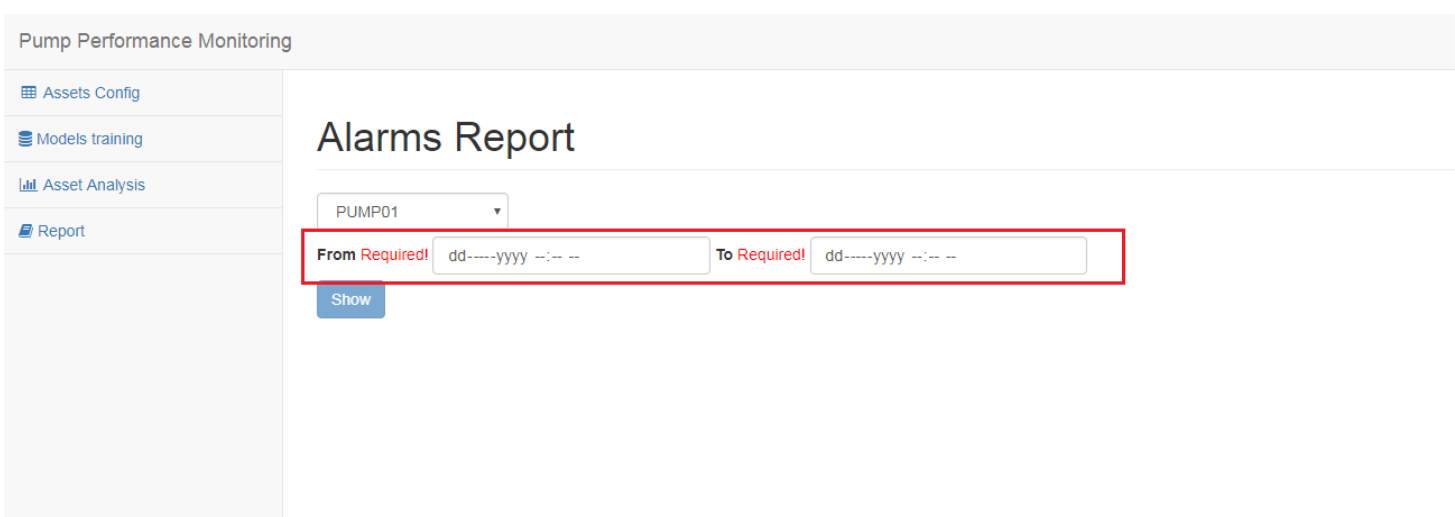 Pump Performance Monitoring
Assets Config
Models training
Asset Analysis
Report
Alarms Report
PUMP01
From Required! dd-----yyyy --:-- -- To Required! dd-----yyyy --:-- --
Show